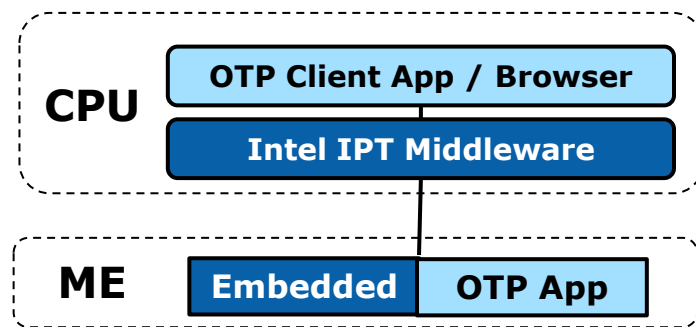 OTP Client App / Browser
CPU
Intel IPT Middleware
ME
Embedded
OTP App